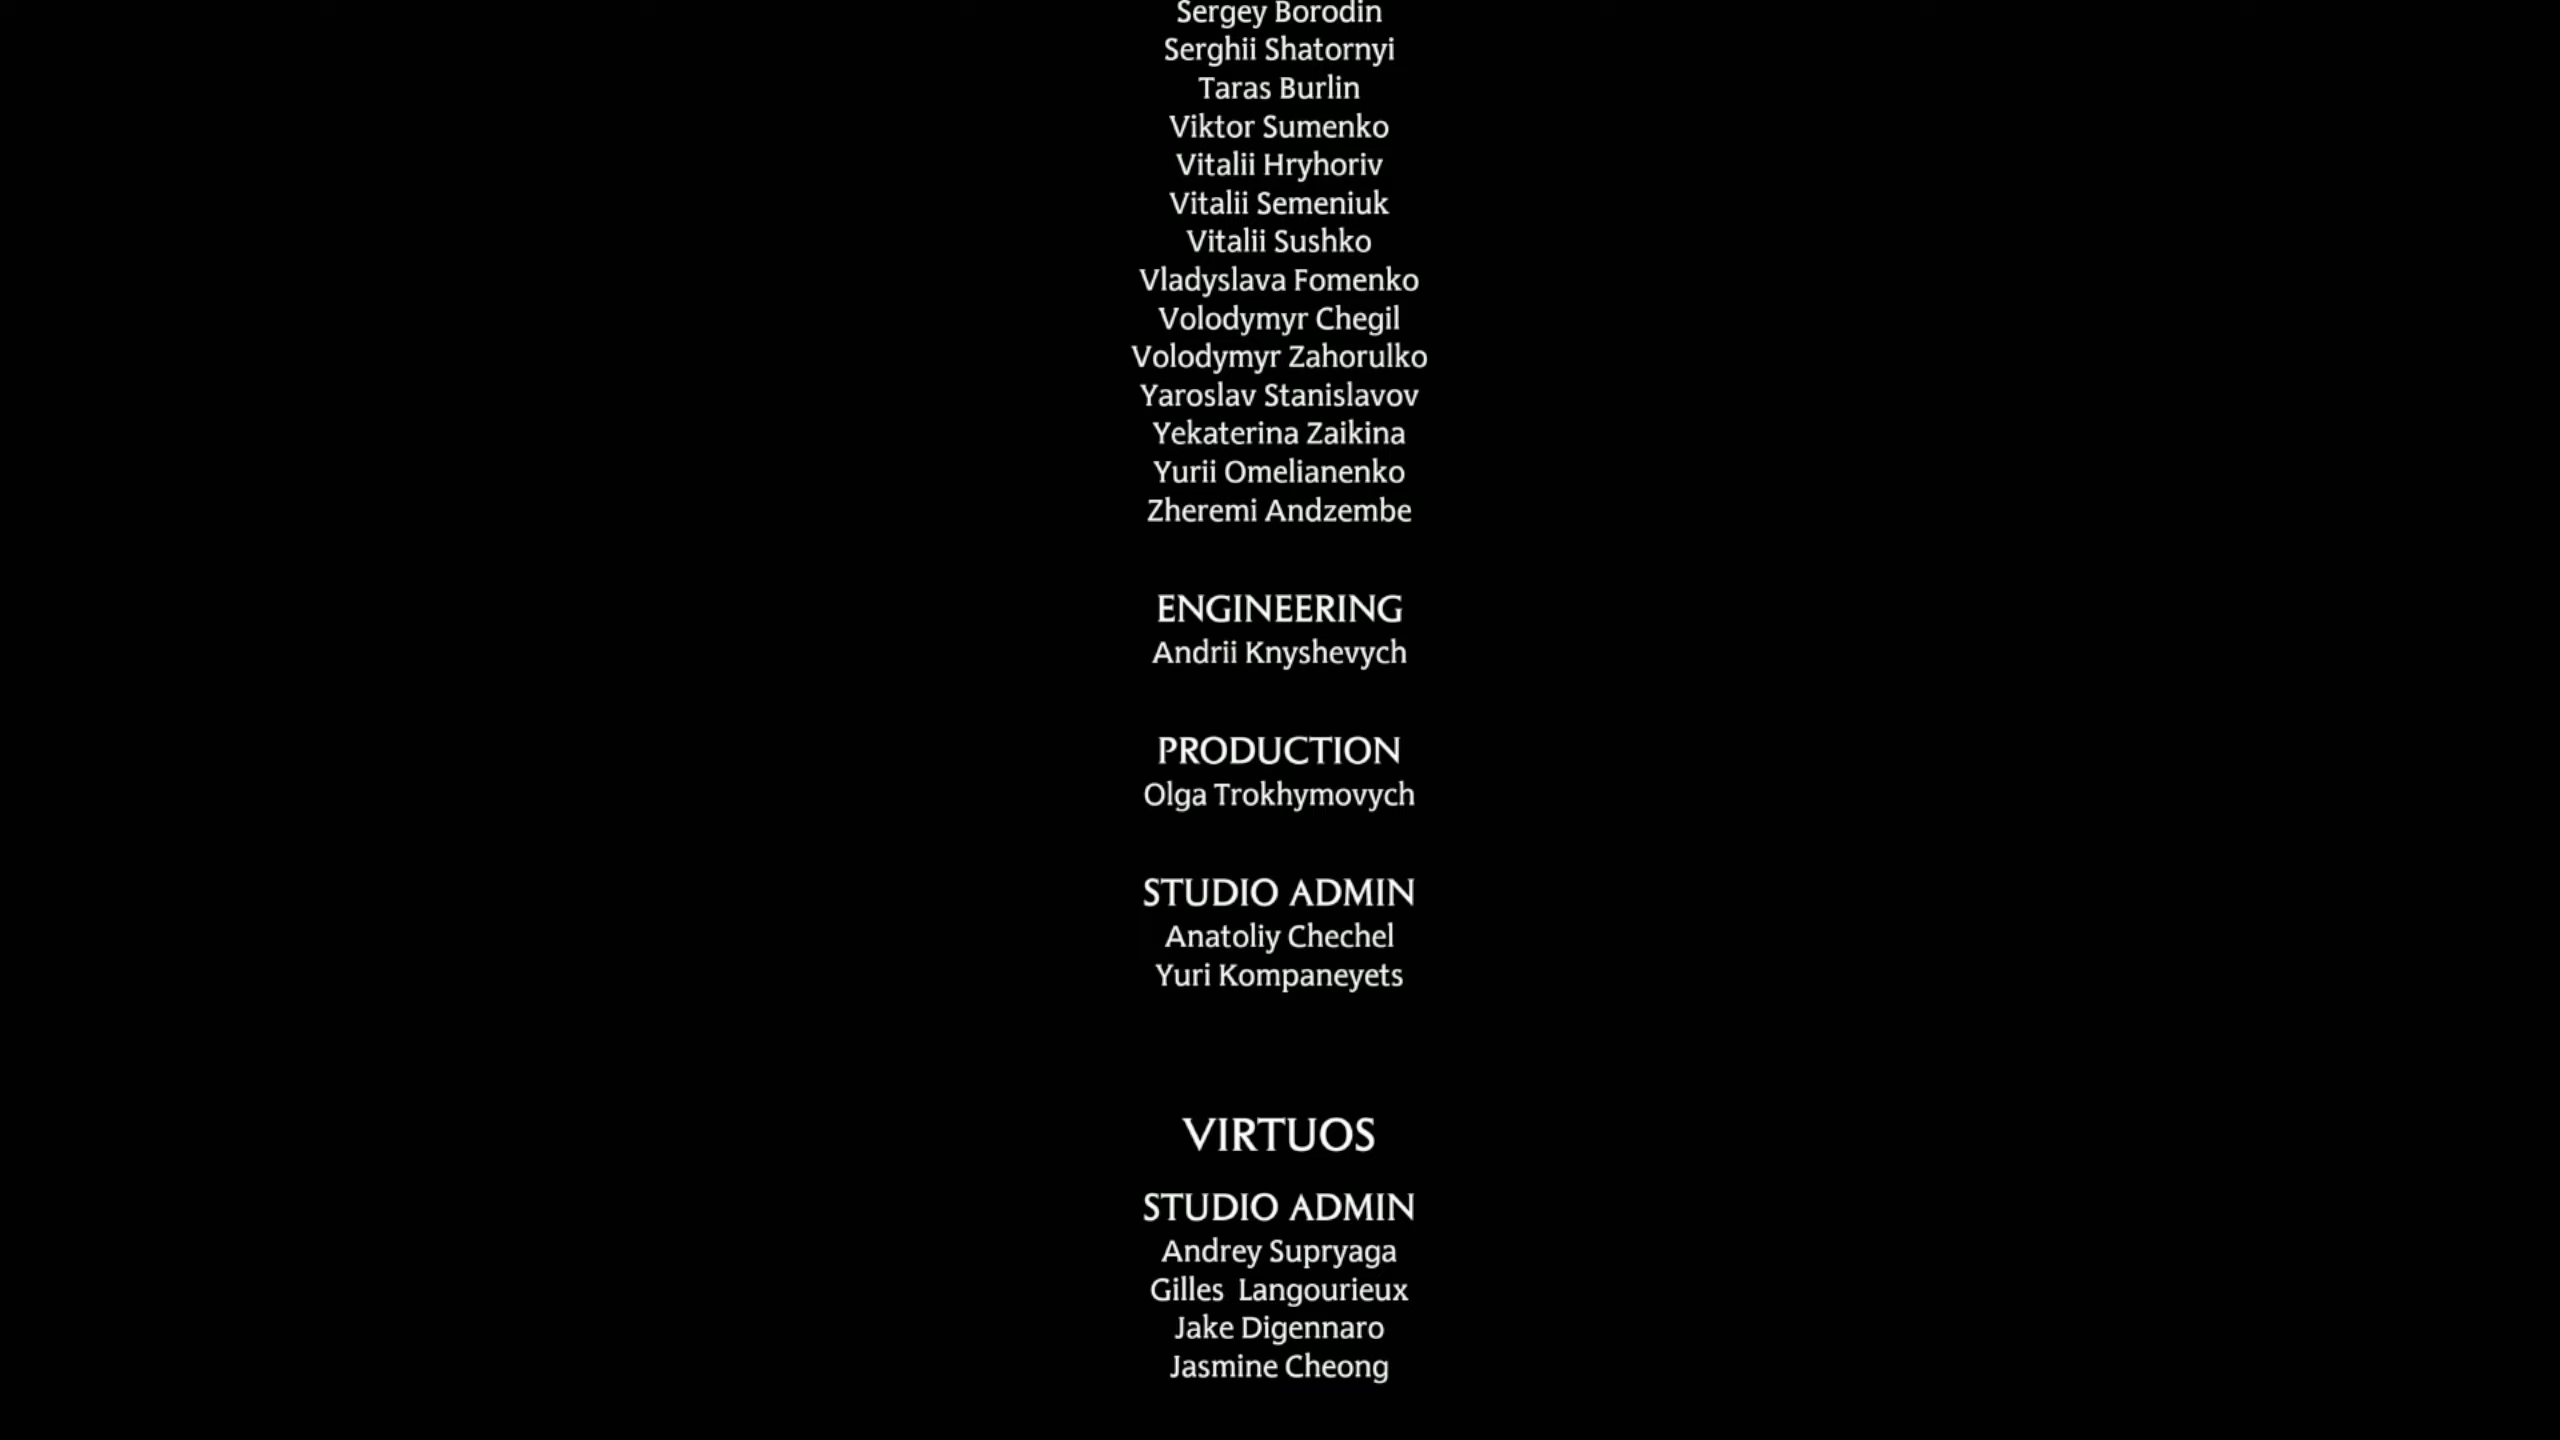 Sergey Borodin
Serghii Shatornyi
Taras Burlin
Viktor Sumenko
Vitalii Hryhoriv
Vitalii Semeniuk
Vitalii Sushko
Vladyslava Fomenko
Volodymyr Chegil
Volodymyr Zahorulko
Yaroslav Stanislavov
Yekaterina Zaikina
Yurii Omelianenko
Zheremi Andzembe
ENGINEERING
Andrii Knyshevych
PRODUCTION
Olga Trokhymovych
STUDIO ADMIN
Anatoliy Chechel
Yuri Kompaneyets
VIRTUOS
STUDIO ADMIN
Andrey Supryaga
Gilles  Langourieux
Jake Digennaro
Jasmine Cheong